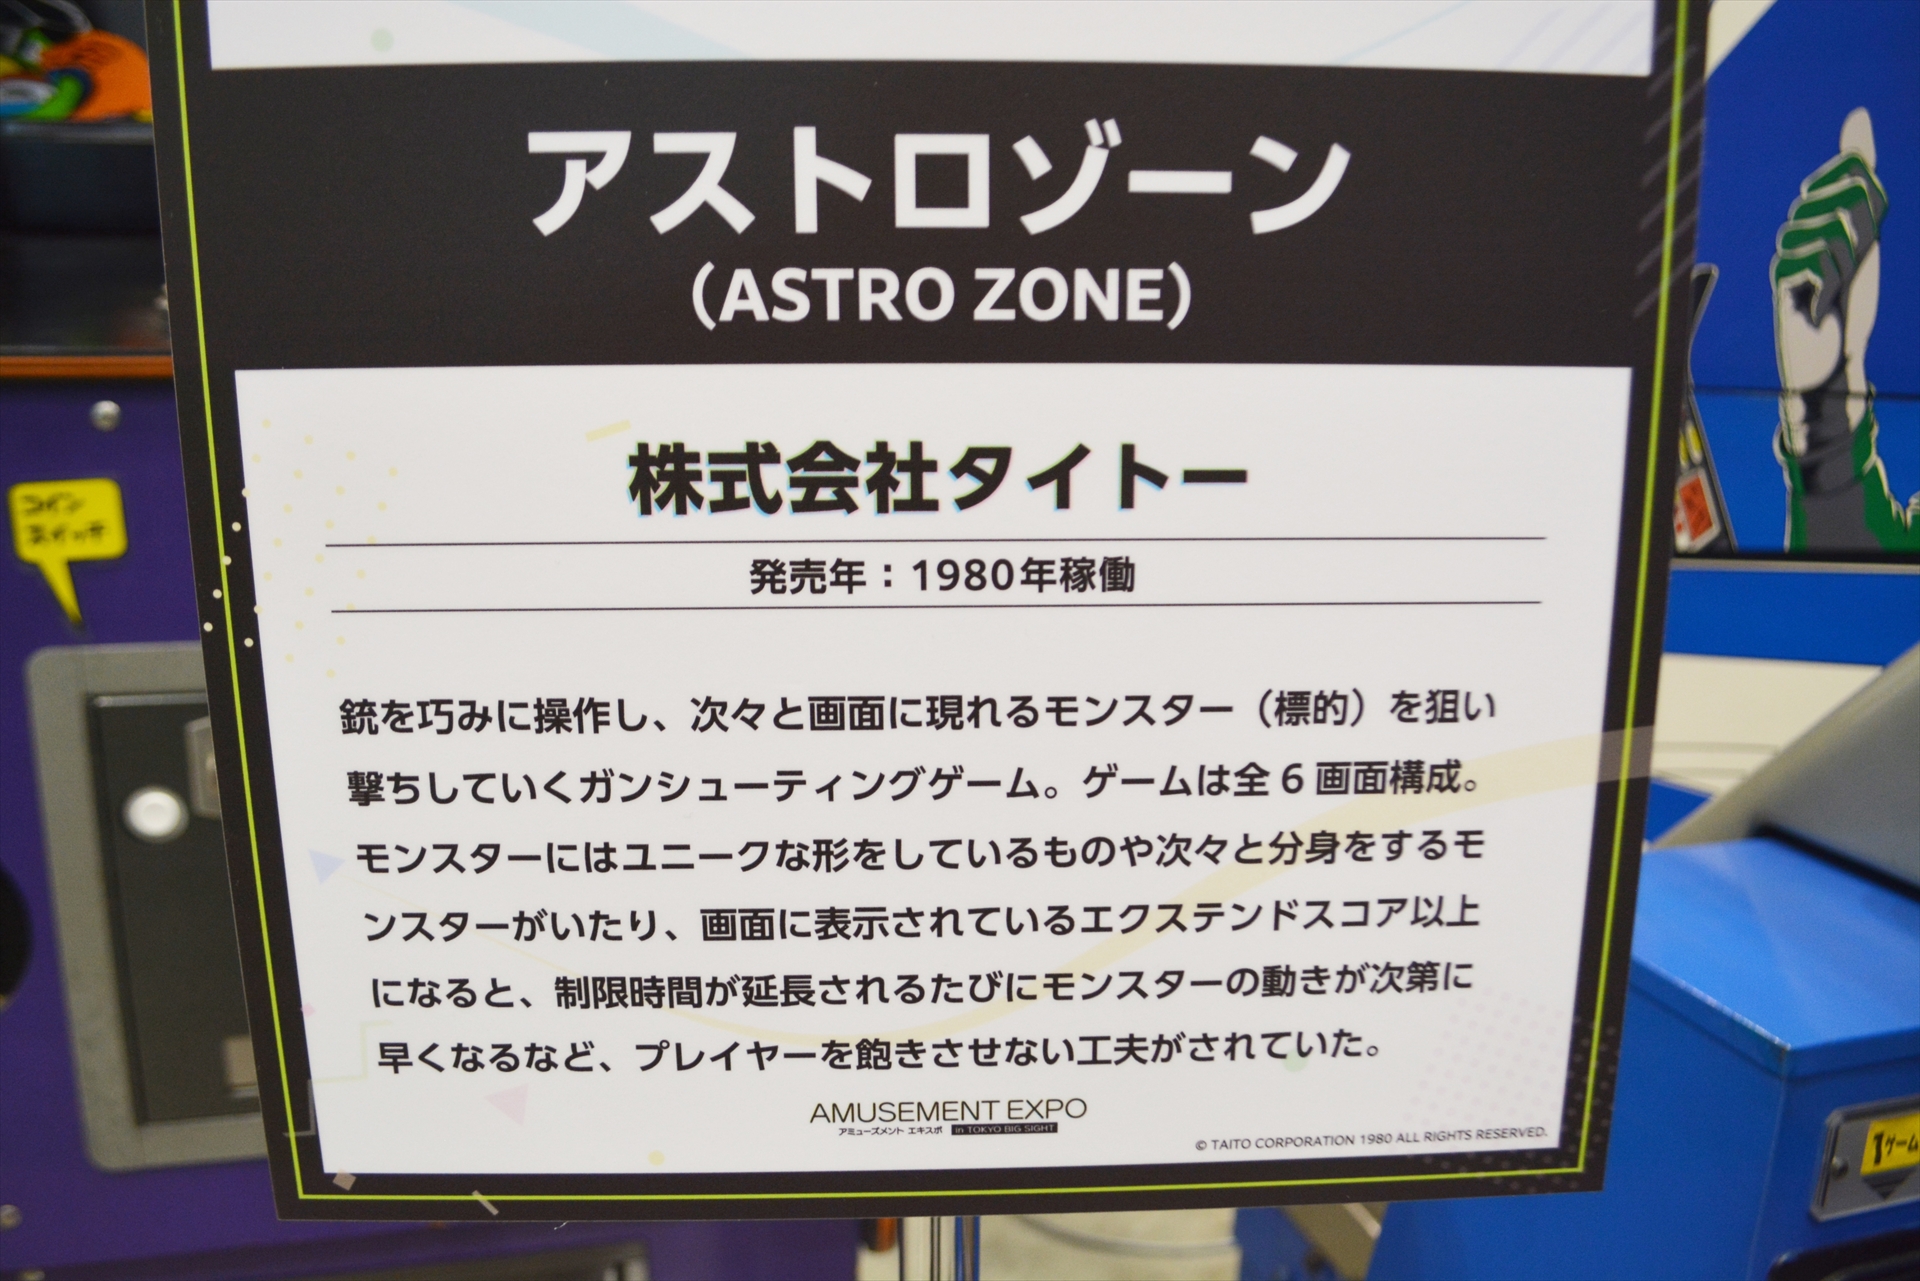 アストロゾーン
(ASTRO ZONE)
株式会社タイトー
発売年：1980年稼働
銃を巧みに操作し、次々と画面に現れるモンスター（標的）を狙い
撃ちしていくガンシューティングゲーム。ゲームは全6画面構成。
モンスターにはユニークな形をしているものや次々と分身をするモ
ンスターがいたり、画面に表示されているエクステンドスコア以上
になると、制限時間が延長されるたびにモンスターの動きが次第に
早くなるなど、プレイヤーを飽きさせない工夫がされていた。
AMUSEMENT EXPO
アミューズメント エキスポ in TOKYO BIG SIGHT
© TAITO CORPORATION 1980 ALL RIGHTS RESERVED.
コイン
スイッチ
1ゲーム